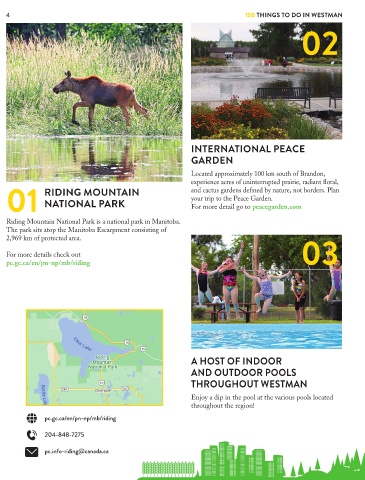 4
150 THINGS TO DO IN WESTMAN
02
INTERNATIONAL PEACE
GARDEN
Located approximately 100 km south of Brandon,
experience acres of uninterrupted prairie, radiant floral,
and cactus gardens defined by nature, not borders. Plan
your trip to the Peace Garden.
For more detail go to peacegarden.com
01
RIDING MOUNTAIN
NATIONAL PARK
Riding Mountain National Park is a national park in Manitoba.
The park sits atop the Manitoba Escarpment consisting of
2,969 km of protected area.
For more details check out
pc.gc.ca/en/pn-np/mb/riding
03
A HOST OF INDOOR
AND OUTDOOR POOLS
THROUGHOUT WESTMAN
Enjoy a dip in the pool at the various pools located
throughout the region!
Clear Lake
Riding
Mountain
National Park
pc.gc.ca/en/pn-np/mb/riding
204-848-7275
pc.info-riding@canada.ca